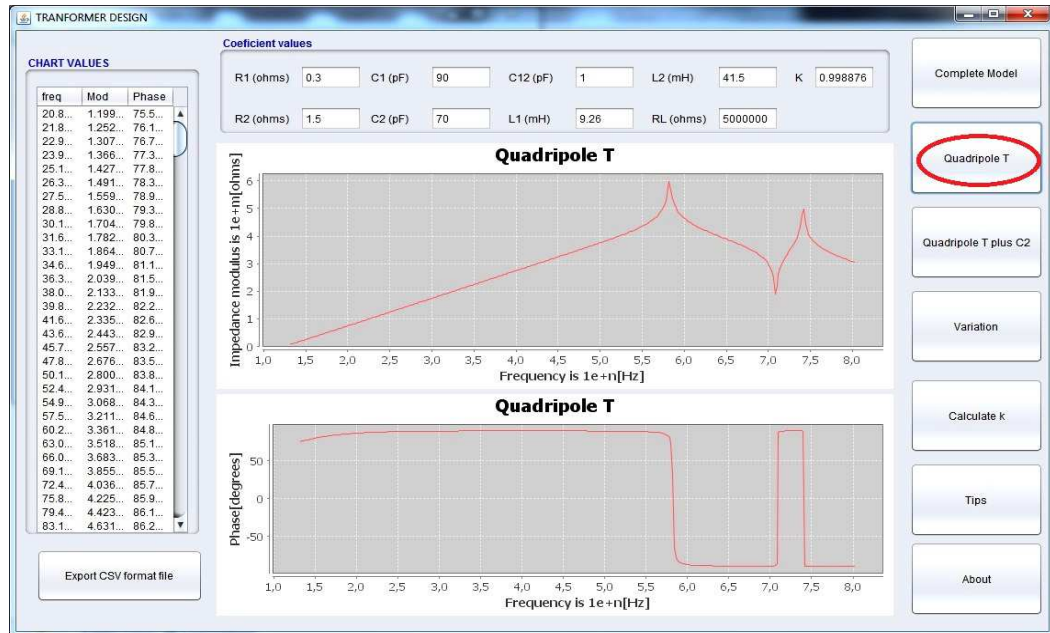 TRANFORMER DESIGN
CHART VALUES
freq Mod Phase
20.8... 1.199... 75.5...
21.8... 1.252... 76.1...
22.9... 1.307... 76.7...
23.9... 1.366... 77.3...
25.1... 1.427... 77.8...
26.3... 1.491... 78.3...
27.5... 1.559... 78.9...
28.8... 1.630... 79.3...
30.1... 1.704... 79.8...
31.6... 1.782... 80.3...
33.1... 1.864... 80.7...
34.6... 1.949... 81.1...
36.3... 2.039... 81.5...
38.0... 2.133... 81.9...
39.8... 2.232... 82.2...
41.6... 2.335... 82.6...
43.6... 2.443... 82.9...
45.7... 2.557... 83.2...
47.8... 2.676... 83.5...
50.1... 2.800... 83.8...
52.4... 2.931... 84.1...
54.9... 3.068... 84.3...
57.5... 3.211... 84.6...
60.2... 3.361... 84.8...
63.0... 3.518... 85.1...
66.0... 3.683... 85.3...
69.1... 3.855... 85.5...
72.4... 4.036... 85.7...
75.8... 4.225... 85.9...
79.4... 4.423... 86.1...
83.1... 4.631... 86.2...
Export CSV format file
Coeficient values
R1 (ohms) 0.3 C1 (pF) 90 C12 (pF) 1 L2 (mH) 41.5 K 0.998876
R2 (ohms) 1.5 C2 (pF) 70 L1 (mH) 9.26 RL (ohms) 5000000
Quadripole T
Impedance modulus is 1e+n[ohms]
6
5
4
3
2
1
0
1,0 1,5 2,0 2,5 3,0 3,5 4,0 4,5 5,0 5,5 6,0 6,5 7,0 7,5 8,0
Frequency is 1e+n[Hz]
Quadripole T
Phase[degrees]
50
0
-50
1,0 1,5 2,0 2,5 3,0 3,5 4,0 4,5 5,0 5,5 6,0 6,5 7,0 7,5 8,0
Frequency is 1e+n[Hz]
Complete Model
Quadripole T
Quadripole T plus C2
Variation
Calculate k
Tips
About